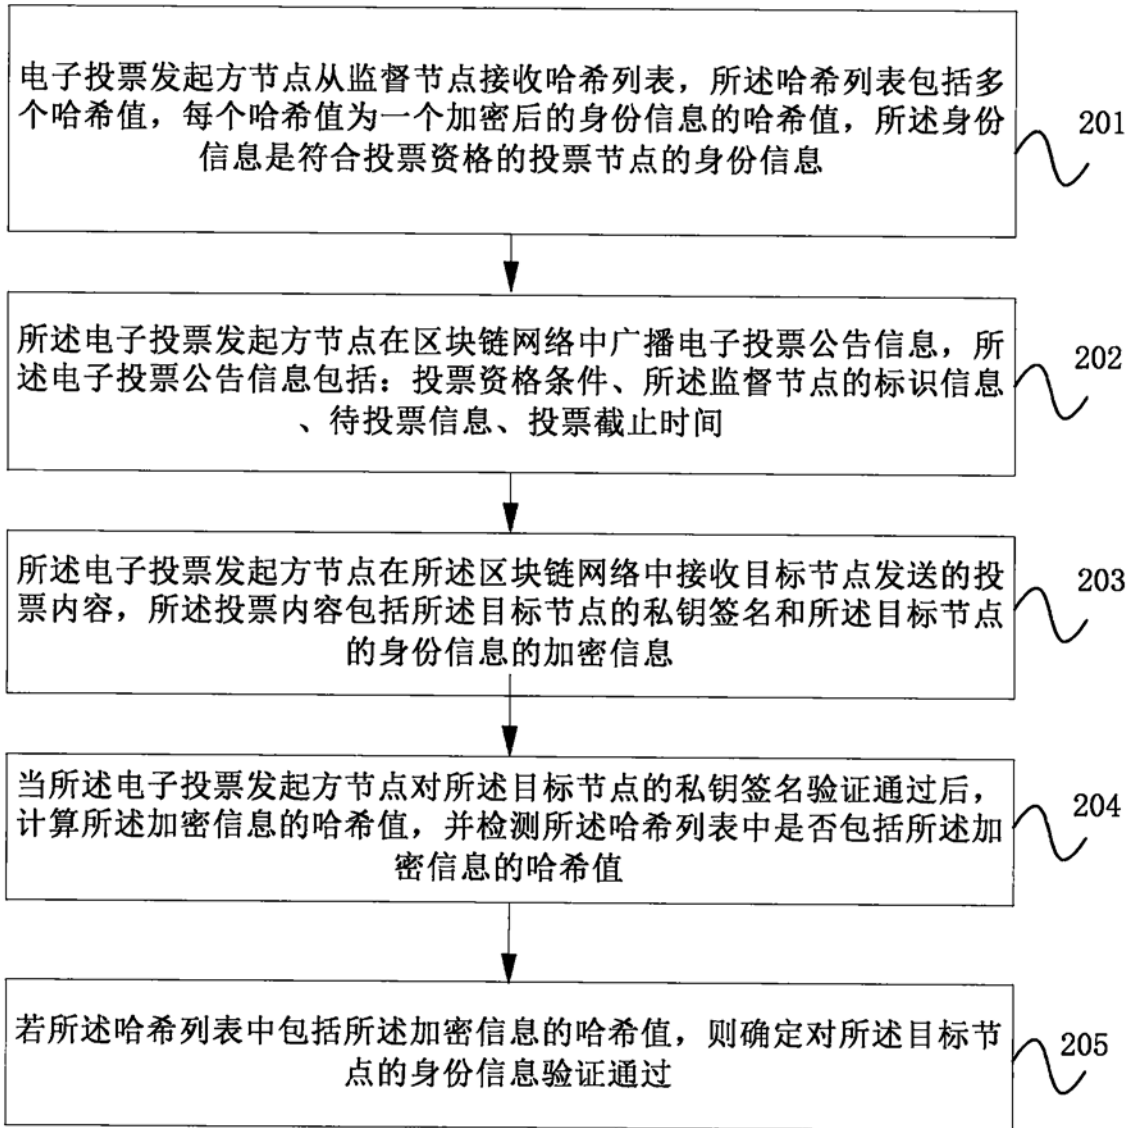 电子投票发起方节点从监督节点接收哈希列表，所述哈希列表包括多
个哈希值，每个哈希值为一个加密后的身份信息的哈希值，所述身份
信息是符合投票资格的投票节点的身份信息
201
所述电子投票发起方节点在区块链网络中广播电子投票公告信息，所
述电子投票公告信息包括：投票资格条件、所述监督节点的标识信息
、待投票信息、投票截止时间
202
所述电子投票发起方节点在所述区块链网络中接收目标节点发送的投
票内容，所述投票内容包括所述目标节点的私钥签名和所述目标节点
的身份信息的加密信息
203
当所述电子投票发起方节点对所述目标节点的私钥签名验证通过后，
计算所述加密信息的哈希值，并检测所述哈希列表中是否包括所述加
密信息的哈希值
204
若所述哈希列表中包括所述加密信息的哈希值，则确定对所述目标节
点的身份信息验证通过
205